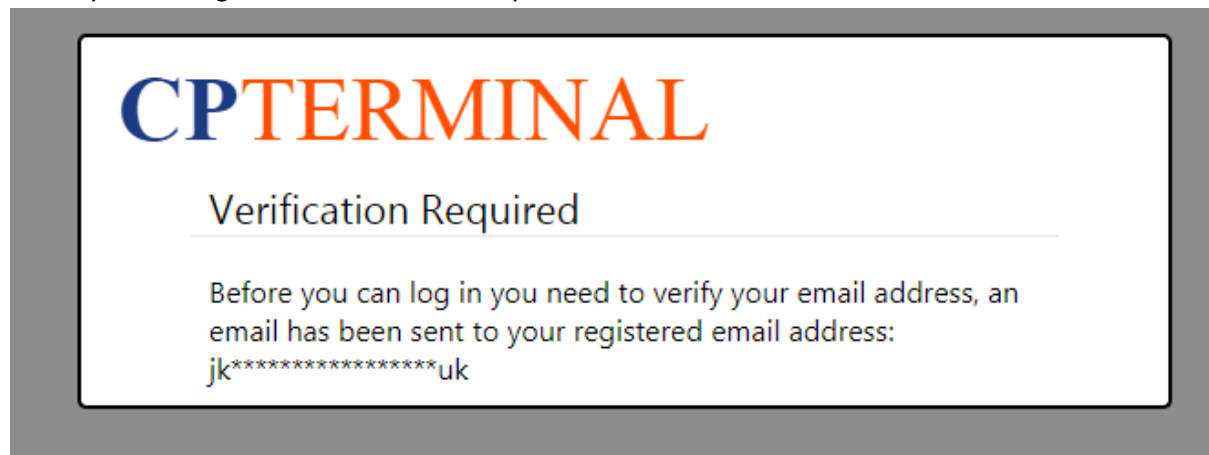 CPTERMINAL
Verification Required
Before you can log in you need to verify your email address, an
email has been sent to your registered email address:
jk*****************uk